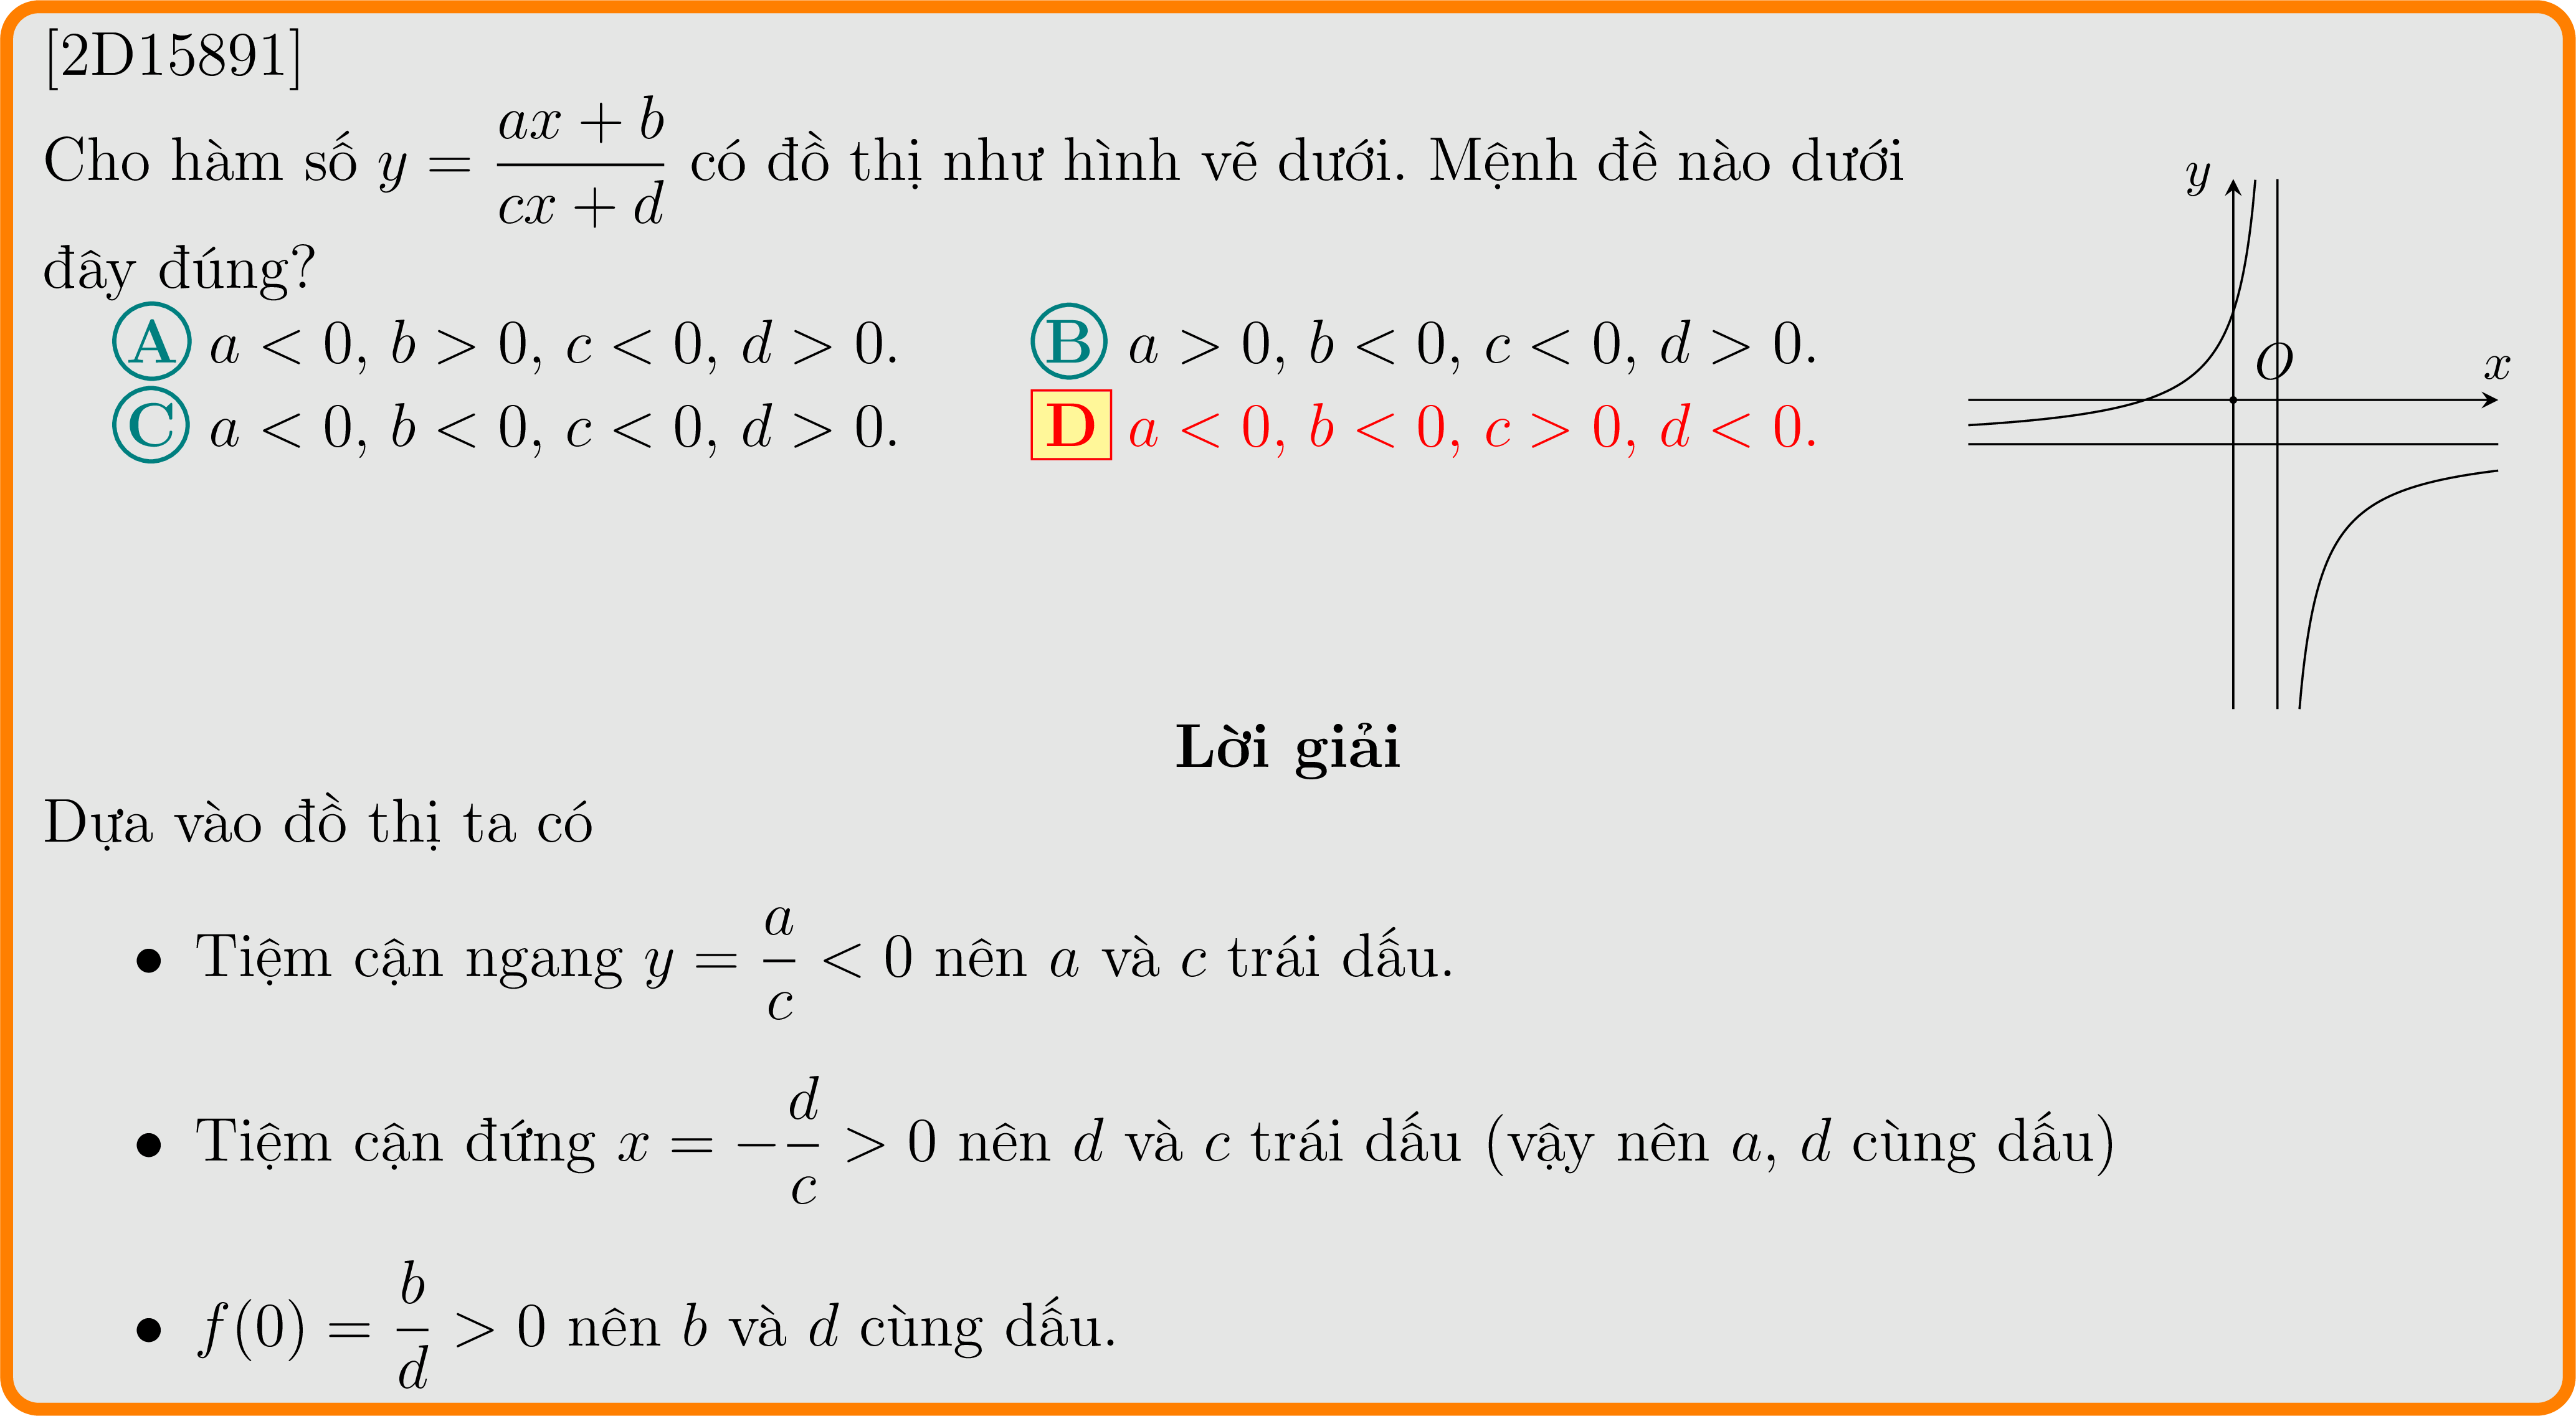 [2D15891]
Cho hàm số y = \frac{ax + b}{cx + d} có đồ thị như hình vẽ dưới. Mệnh đề nào dưới
đây đúng?
A a < 0, b > 0, c < 0, d > 0. B a > 0, b < 0, c < 0, d > 0.
C a < 0, b < 0, c < 0, d > 0. D a < 0, b < 0, c > 0, d < 0.
y
O
x
Lời giải
Dựa vào đồ thị ta có
• Tiệm cận ngang y = \frac{a}{c} < 0 nên a và c trái dấu.
• Tiệm cận đứng x = -\frac{d}{c} > 0 nên d và c trái dấu (vậy nên a, d cùng dấu)
• f(0) = \frac{b}{d} > 0 nên b và d cùng dấu.